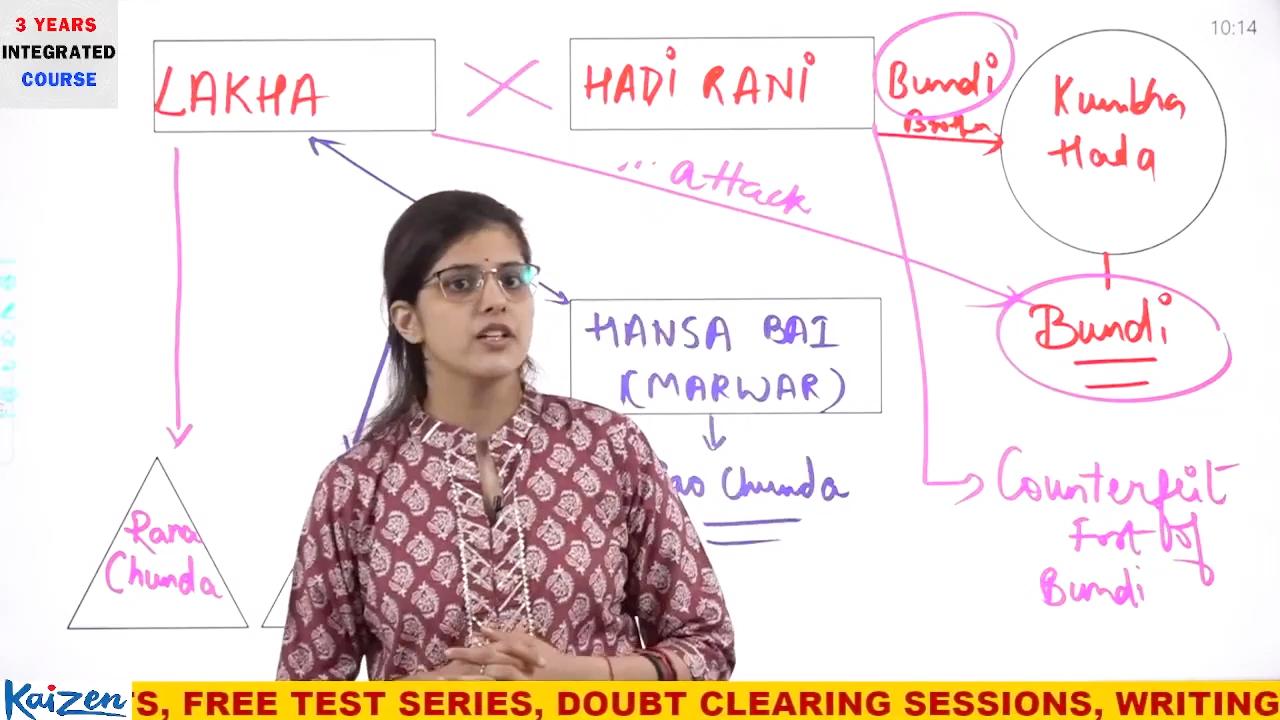 3 YEARS
INTEGRATED
COURSE
10:14
LAKHA
HADI RANI
Bundi
Kumbha
Hada
attack
Bundi
HANSA BAI
(MARWAR)
Chunda
Rana
Chunda
Counterfeit
Fort of
Bundi
Kaizen
S, FREE TEST SERIES, DOUBT CLEARING SESSIONS, WRITING